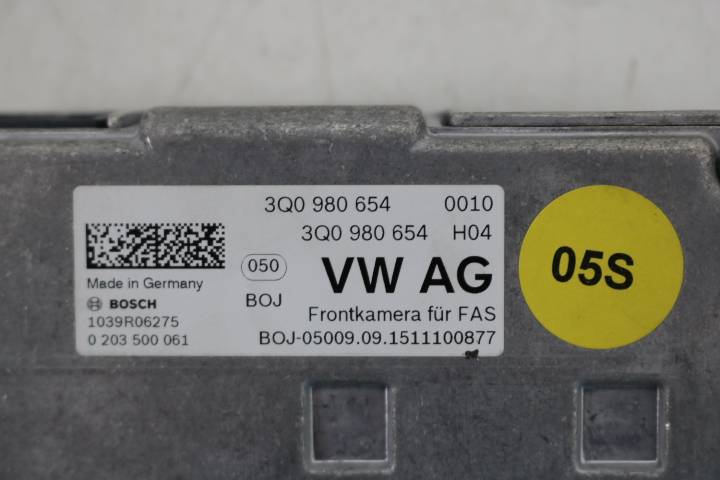 3Q0 980 654 0010
3Q0 980 654 H04
Made in Germany
050
VW AG
BOSCH
BOJ
1039R06275
Frontkamera für FAS
0 203 500 061
BOJ-05009.09.1511100877
05S